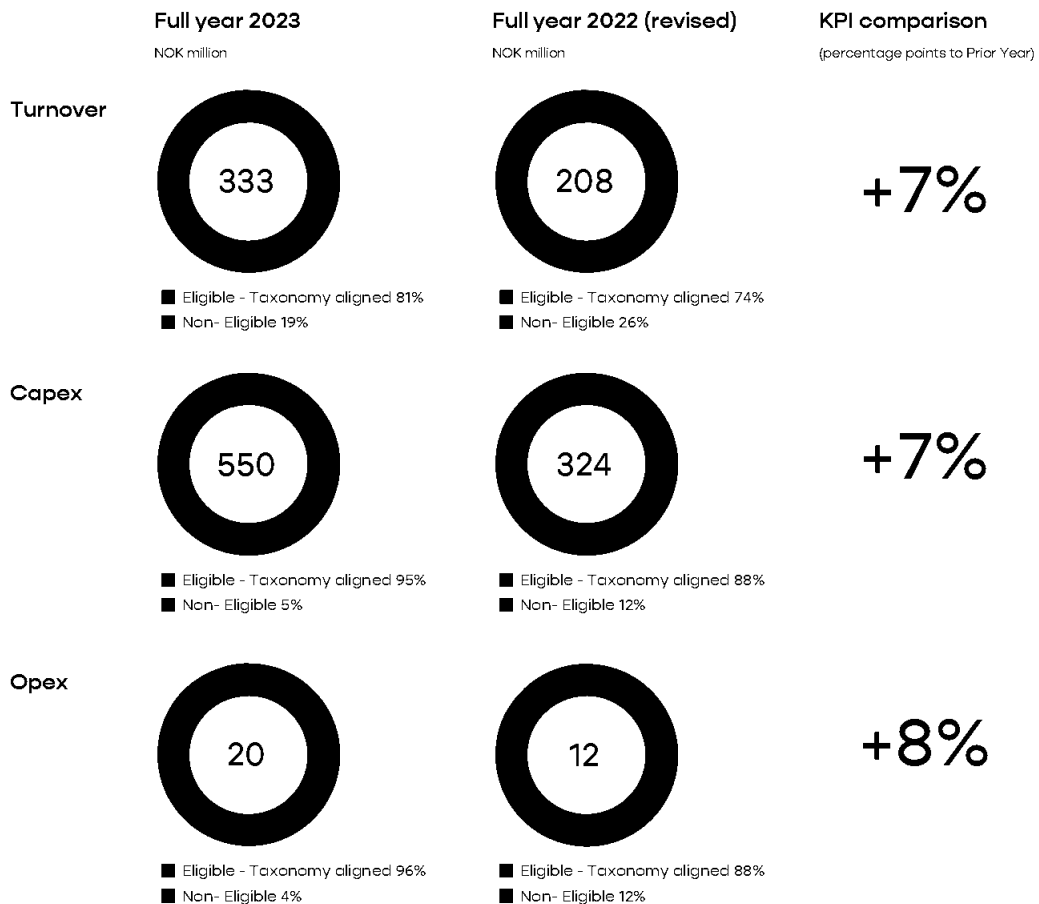 Full year 2023
Full year 2022 (revised)
KPI comparison
NOK million
NOK million
(percentage points to Prior Year)
Turnover
333
208
+7%
Eligible - Taxonomy aligned 81%
Eligible - Taxonomy aligned 74%
Non- Eligible 19%
Non- Eligible 26%
Capex
550
324
+7%
Eligible - Taxonomy aligned 95%
Eligible - Taxonomy aligned 88%
Non- Eligible 5%
Non- Eligible 12%
Opex
20
12
+8%
Eligible - Taxonomy aligned 96%
Eligible - Taxonomy aligned 88%
Non- Eligible 4%
Non- Eligible 12%